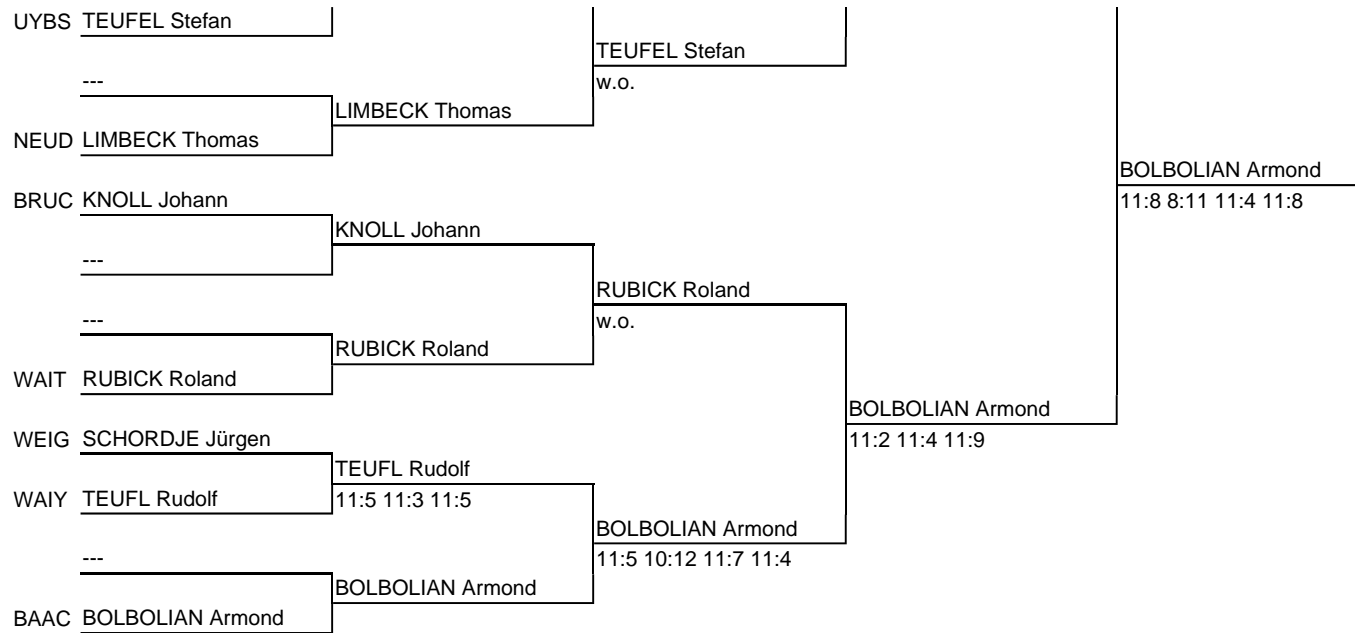 UYBS TEUFEL Stefan
TEUFEL Stefan
---
w.o.
LIMBECK Thomas
NEUD LIMBECK Thomas
BOLBOLIAN Armond
BRUC KNOLL Johann
11:8 8:11 11:4 11:8
KNOLL Johann
---
RUBICK Roland
---
w.o.
RUBICK Roland
WAIT RUBICK Roland
BOLBOLIAN Armond
WEIG SCHORDJE Jürgen
11:2 11:4 11:9
TEUFL Rudolf
WAIY TEUFL Rudolf
11:5 11:3 11:5
BOLBOLIAN Armond
---
11:5 10:12 11:7 11:4
BOLBOLIAN Armond
BAAC BOLBOLIAN Armond